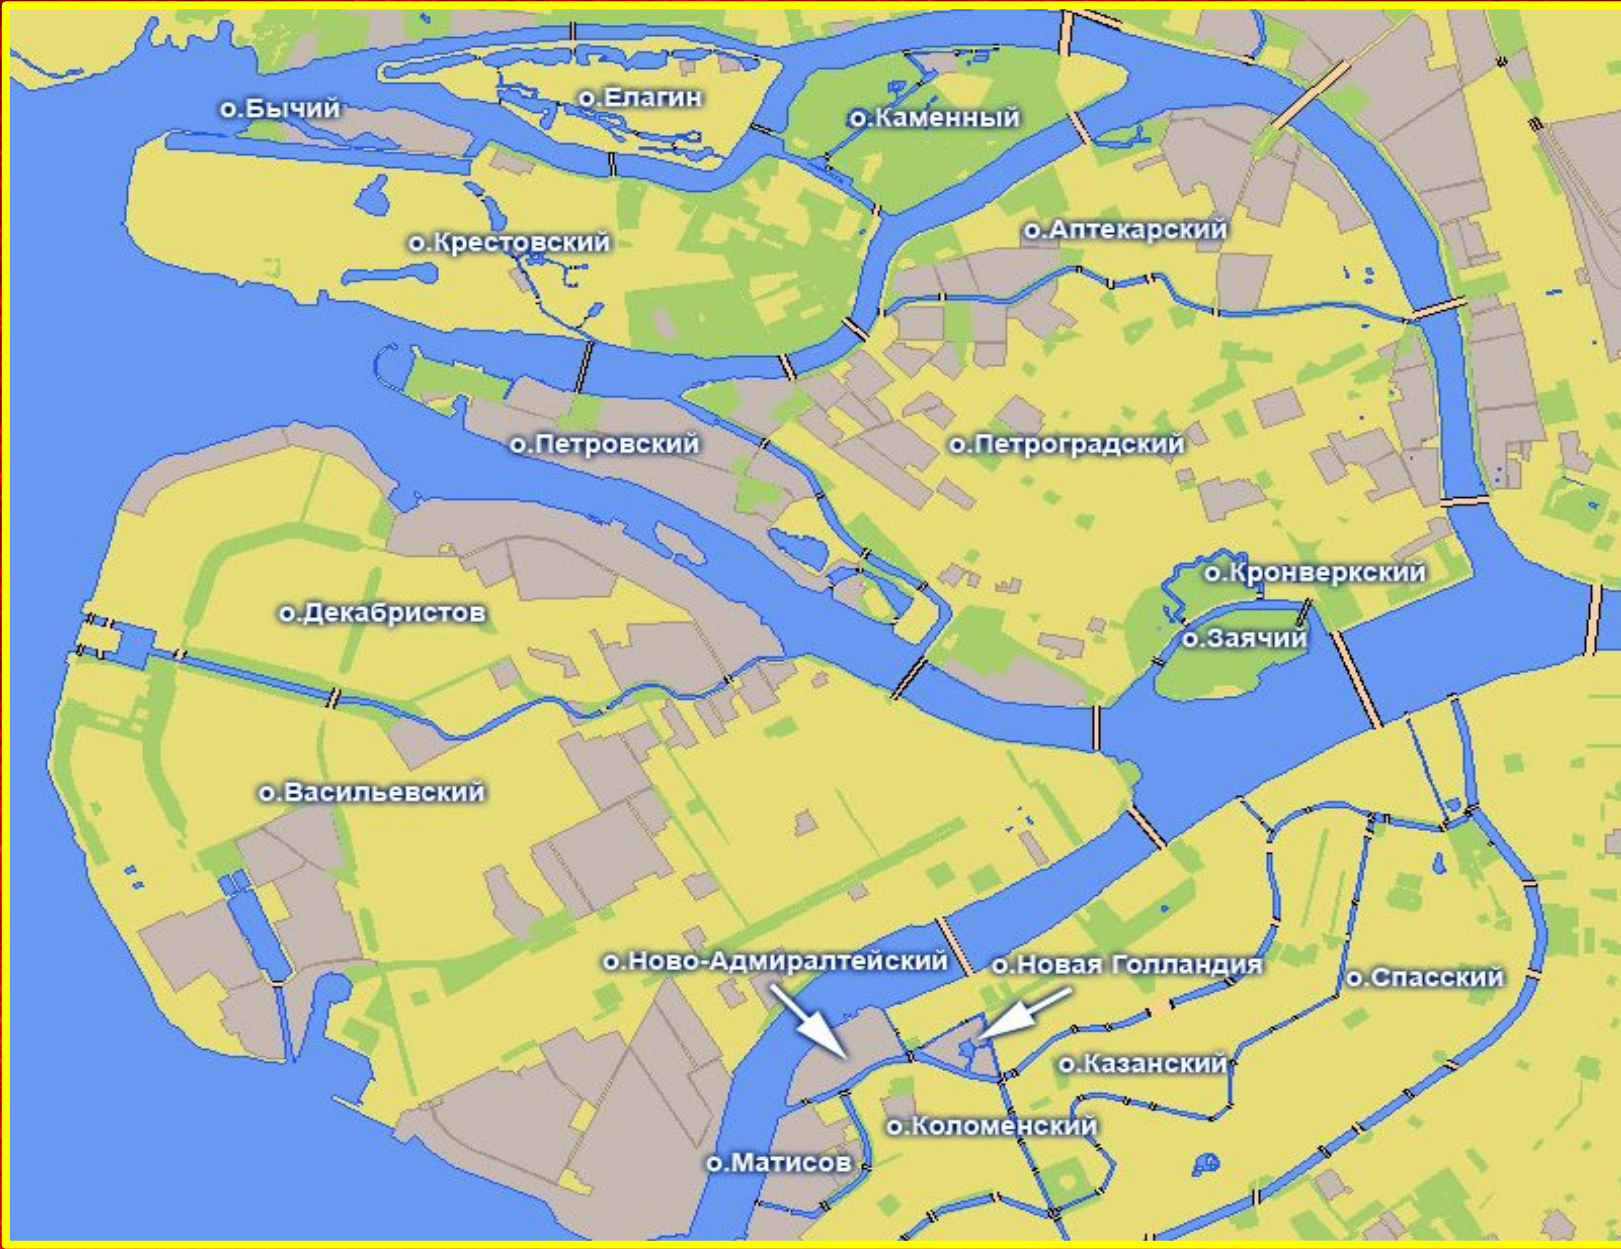 о.Елагин
о.Бычий
о.Каменный
о.Аптекарский
о.Крестовский
о.Петровский
о.Петроградский
о.Кронверкский
о.Декабристов
о.Заячий
о.Васильевский
о.Ново-Адмиралтейский
о.Новая Голландия
о.Спасский
о.Казанский
о.Коломенский
о.Матисов